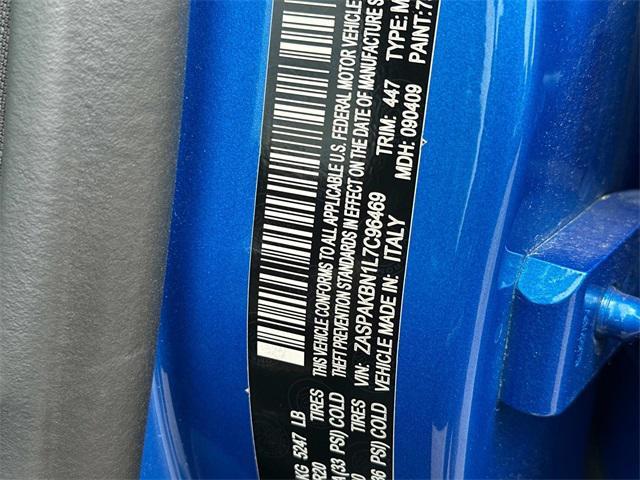 KG 5247 LB
R20 TIRES
(33 PSI) COLD
TIRES
PSI) COLD
THIS VEHICLE CONFORMS TO ALL APPLICABLE U.S. FEDERAL MOTOR VEHICLE
THEFT PREVENTION STANDARDS IN EFFECT ON THE DATE OF MANUFACTURE
VIN: ZASPAKBN1L7C96469 TRIM: 447 TYPE:
VEHICLE MADE IN: ITALY MDH: 090409 PAINT: